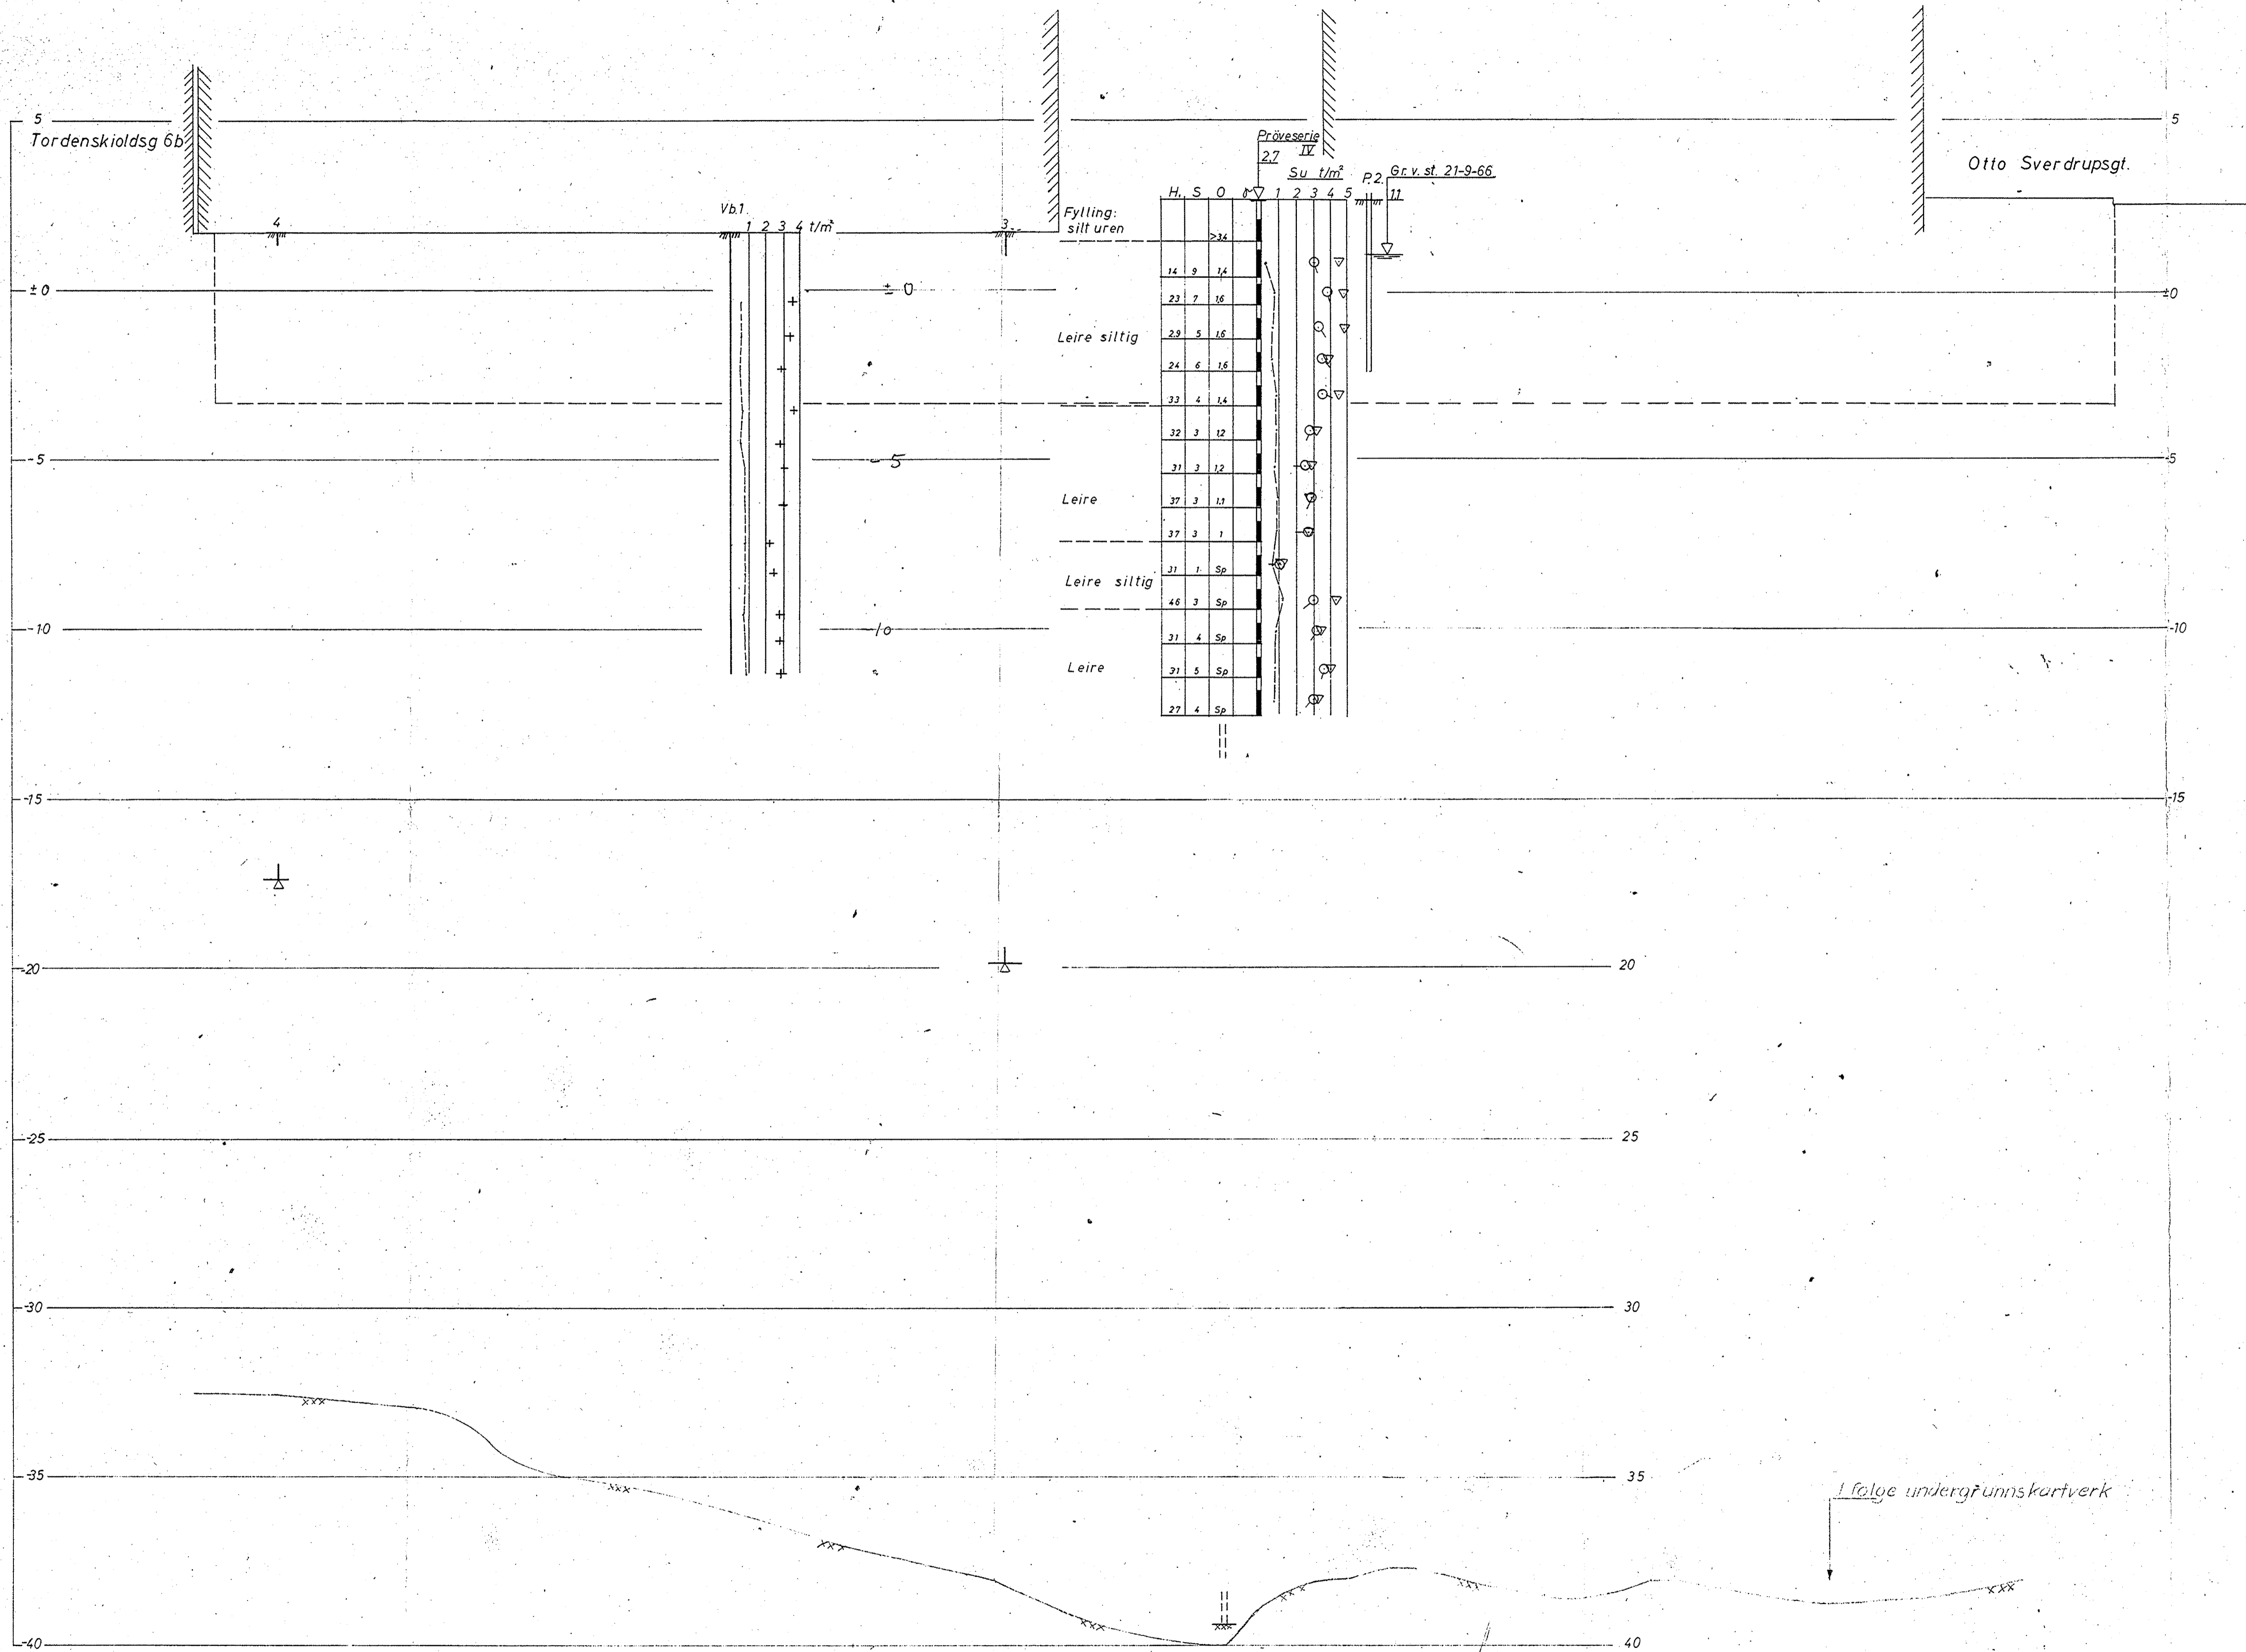 5
5
Tordenskioldsg 6b
Pröveserie
IV
2,7
Su t/m²
P.2.
Gr. v. st. 21-9-66
1,1
Otto Sverdrupsgt.
H. S O γ 1 2 3 4 5
Vb.1.
1 2 3 4 t/m²
4
3
Fylling:
silt uren
>3,4
14 9 1,4
±0
± 0
±0
23 7 1,6
Leire siltig
2.9 5 1,6
24 6 1,6
33 4 1,4
32 3 1,2
-5
-5
-5
31 3 1,2
Leire
37 3 1,1
37 3 1
Leire siltig
31 1 Sp
46 3 Sp
-10
-10
-10
31 4 Sp
Leire
31 5 Sp
27 4 Sp
-15
-15
-20
20
-25
25
-30
30
-35
35
I følge undergrunnskartverk
-40
40